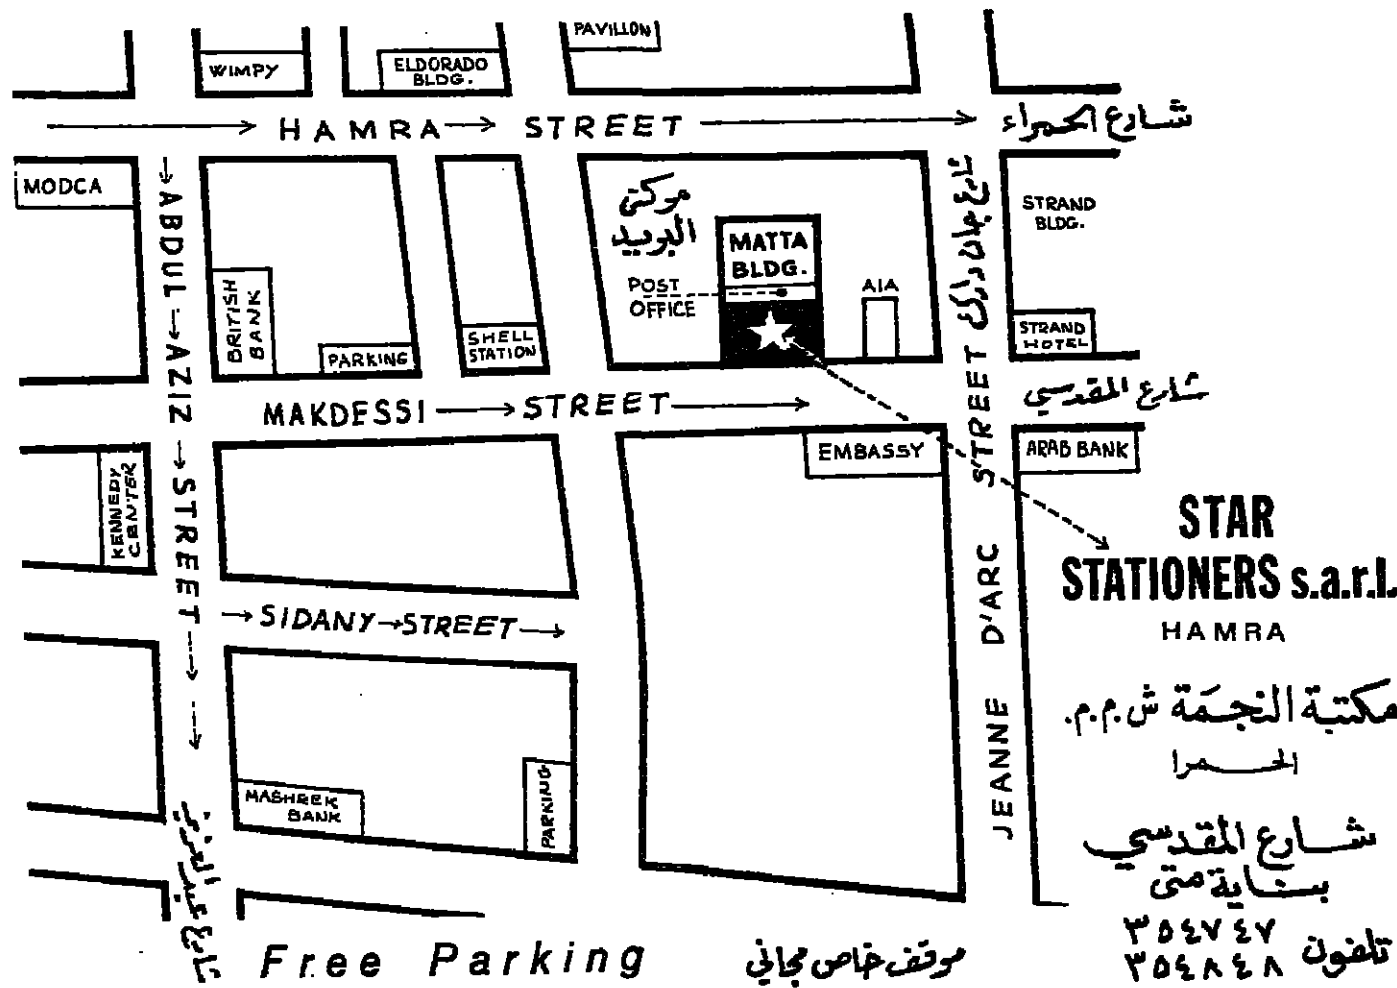 PAVILLON
WIMPY
ELDORADO
BLDG.
HAMRA STREET
شارع الحمراء
MODCA
ABDUL AZIZ STREET
شارع عبد العزيز
BRITISH
BANK
PARKING
SHELL
STATION
موكتي
البريد
POST
OFFICE
MATTA
BLDG.
AIA
شارع جان دارك
JEANNE D'ARC STREET
STRAND
BLDG.
STRAND
HOTEL
MAKDESSI STREET
شارع المقدسي
KENNEDY
CENTER
EMBASSY
ARAB BANK
SIDANY STREET
MASHREK
BANK
PARKING
STAR
STATIONERS s.a.r.l.
HAMRA
مكتبة النجمة ش.م.م.
الحمرا
شارع المقدسي
بناية متى
تلفون ٣٥٤٧٤٧
٣٥٤٨٤٨
Free Parking
موقف خاص مجاني